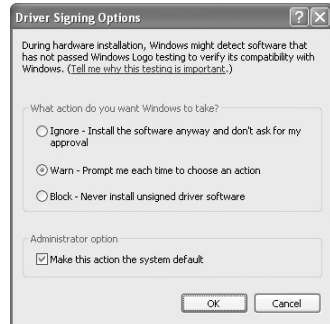 Driver Signing Options
During hardware installation, Windows might detect software that
has not passed Windows Logo testing to verify its compatibility with
Windows. (Tell me why this testing is important.)
What action do you want Windows to take?
Ignore - Install the software anyway and don't ask for my
approval
Warn - Prompt me each time to choose an action
Block - Never install unsigned driver software
Administrator option
Make this action the system default
OK Cancel